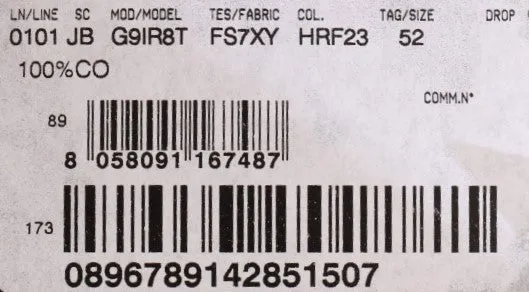 LN/LINE SC MOD/MODEL TES/FABRIC COL. TAG/SIZE DROP
0101 JB G9IR8T FS7XY HRF23 52
100%CO
COMM.N°
89
8 058091 167487
173
0896789142851507